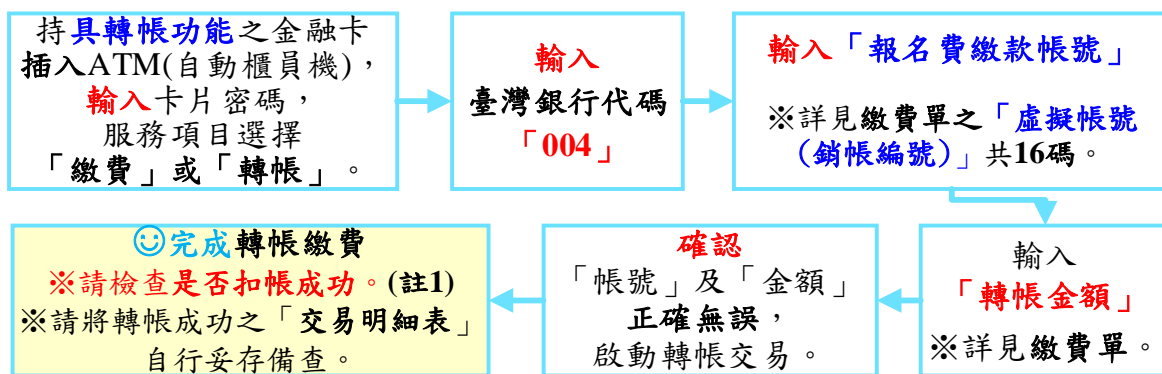 持具轉帳功能之金融卡
插入ATM(自動櫃員機)，
輸入卡片密碼，
服務項目選擇
「繳費」或「轉帳」。
輸入
臺灣銀行代碼
「004」
輸入「報名費繳款帳號」
※詳見繳費單之「虛擬帳號
（銷帳編號）」共16碼。
輸入
「轉帳金額」
※詳見繳費單。
確認
「帳號」及「金額」
正確無誤，
啟動轉帳交易。
☺完成轉帳繳費
※請檢查是否扣帳成功。(註1)
※請將轉帳成功之「交易明細表」
自行妥存備查。